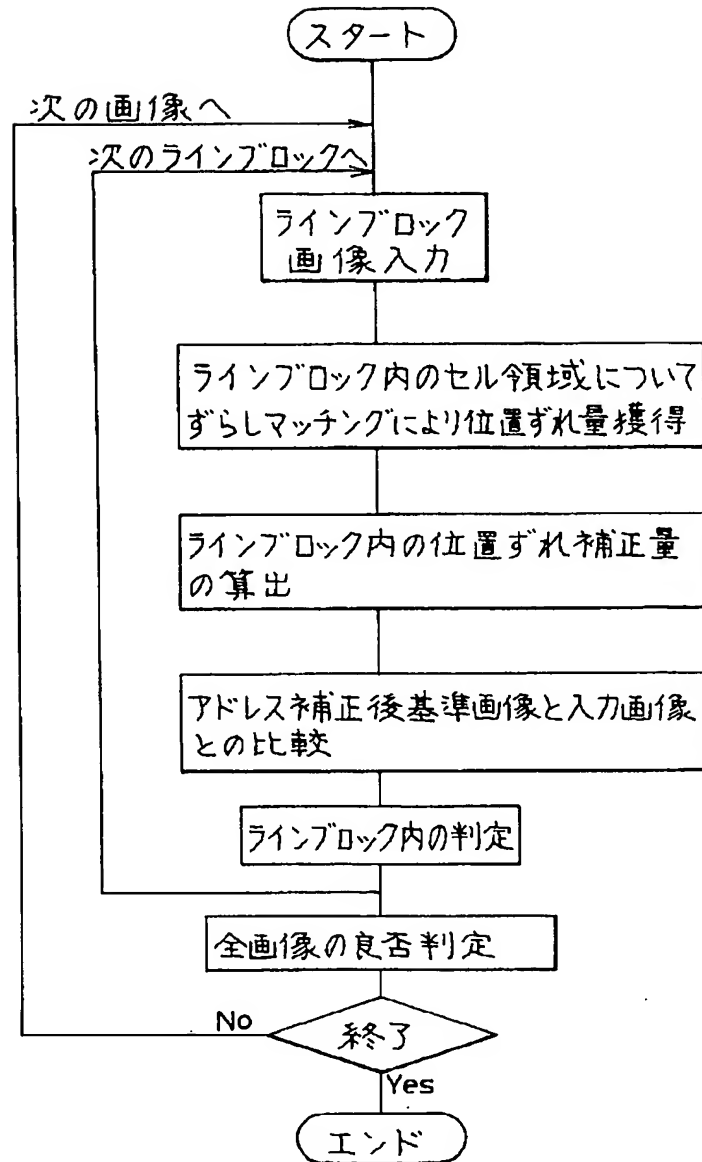 スタート
次の画像へ
次のラインブロックへ
ラインブロック
画像入力
ラインブロック内のセル領域について
ずらしマッチングにより位置ずれ量獲得
ラインブロック内の位置ずれ補正量
の算出
アドレス補正後基準画像と入力画像
との比較
ラインブロック内の判定
全画像の良否判定
No
終了
Yes
エンド